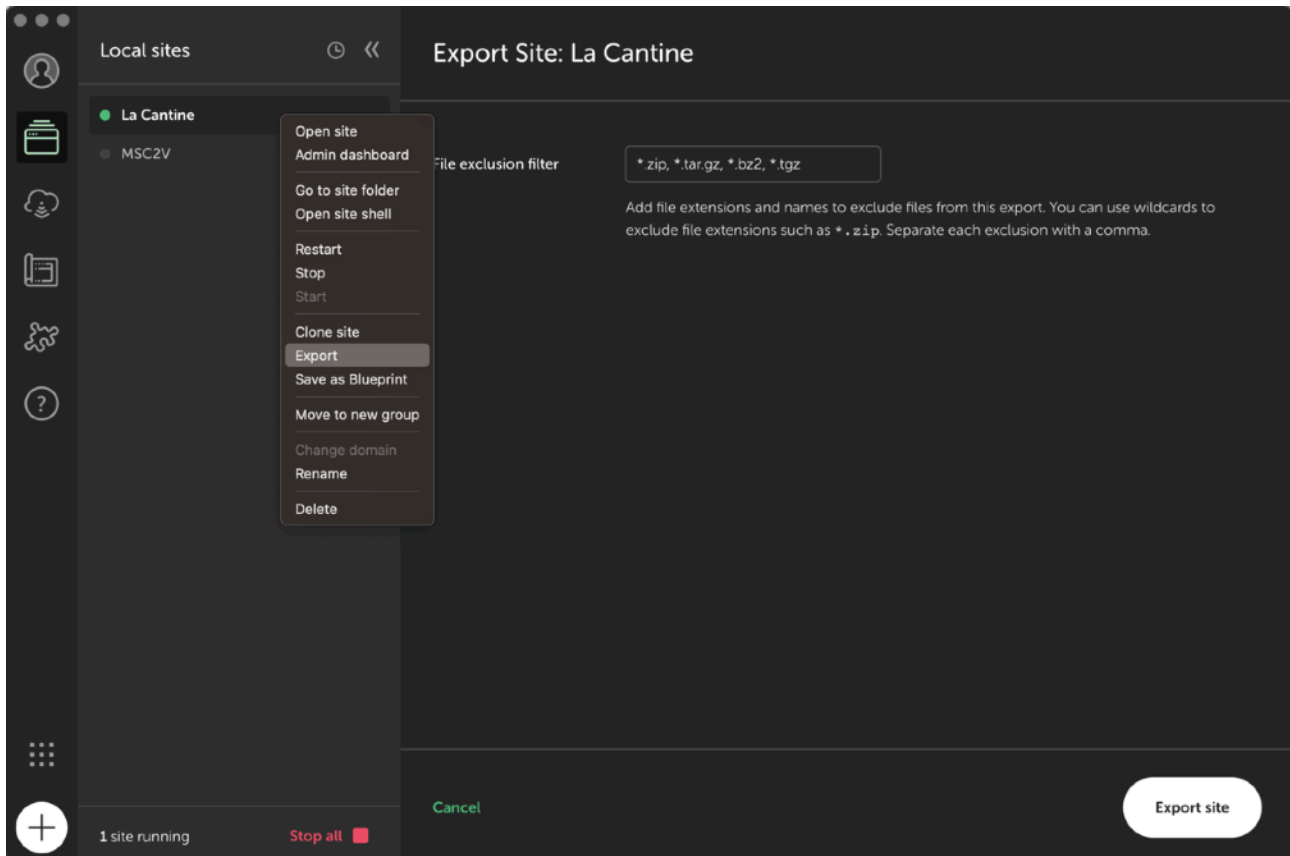 Local sites
La Cantine
MSC2V
1 site running
Stop all
Open site
Admin dashboard
Go to site folder
Open site shell
Restart
Stop
Start
Clone site
Export
Save as Blueprint
Move to new group
Change domain
Rename
Delete
Export Site: La Cantine
File exclusion filter
*.zip, *.tar.gz, *.bz2, *.tgz
Add file extensions and names to exclude files from this export. You can use wildcards to
exclude file extensions such as *.zip. Separate each exclusion with a comma.
Cancel
Export site